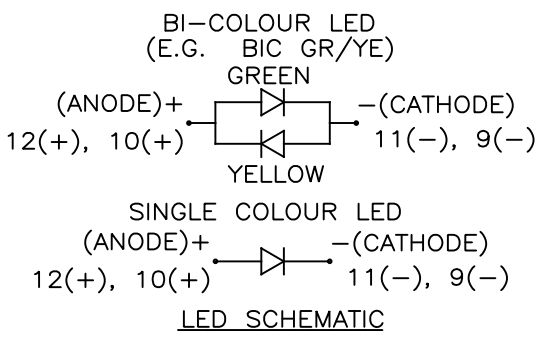 BI-COLOUR LED
(E.G. BIC GR/YE)
GREEN
(ANODE)+ -(CATHODE)
12(+), 10(+) 11(-), 9(-)
YELLOW
SINGLE COLOUR LED
(ANODE)+ -(CATHODE)
12(+), 10(+) 11(-), 9(-)
LED SCHEMATIC